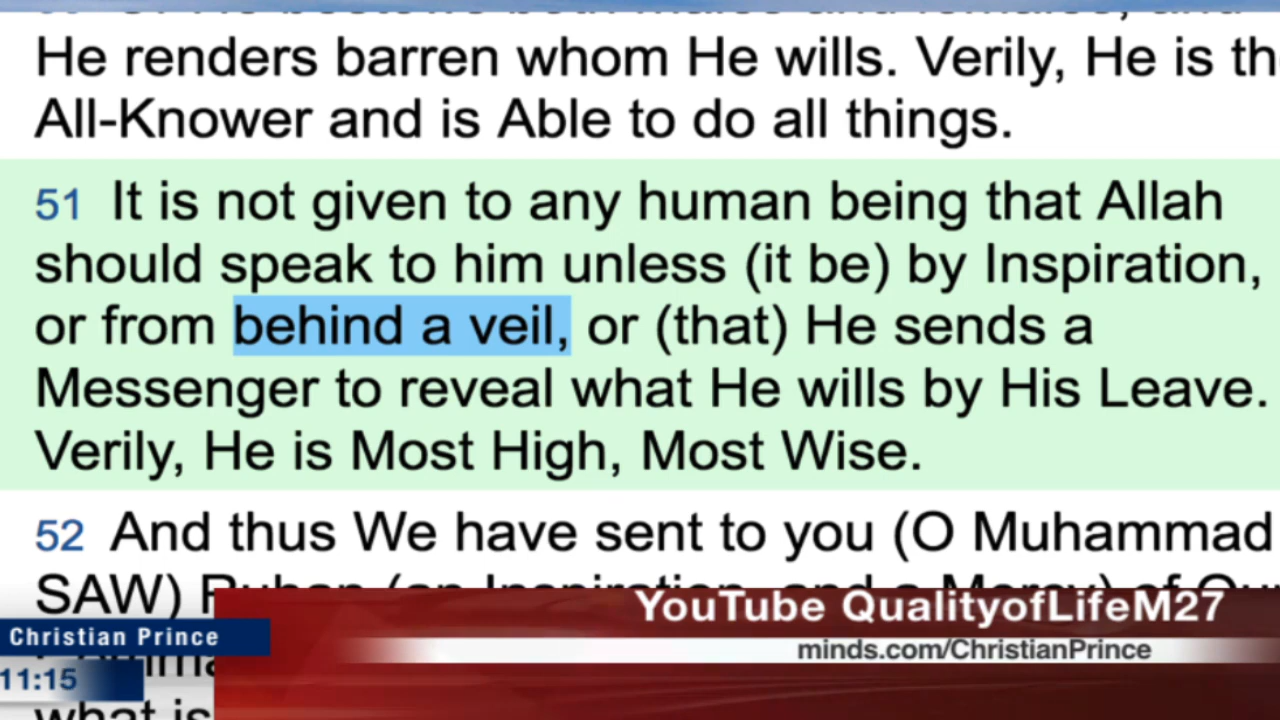 He renders barren whom He wills. Verily, He is th
All-Knower and is Able to do all things.
51 It is not given to any human being that Allah
should speak to him unless (it be) by Inspiration,
or from behind a veil, or (that) He sends a
Messenger to reveal what He wills by His Leave.
Verily, He is Most High, Most Wise.
52 And thus We have sent to you (O Muhammad
SAW)
YouTube QualityofLifeM27
Christian Prince
minds.com/ChristianPrince
11:15
what is